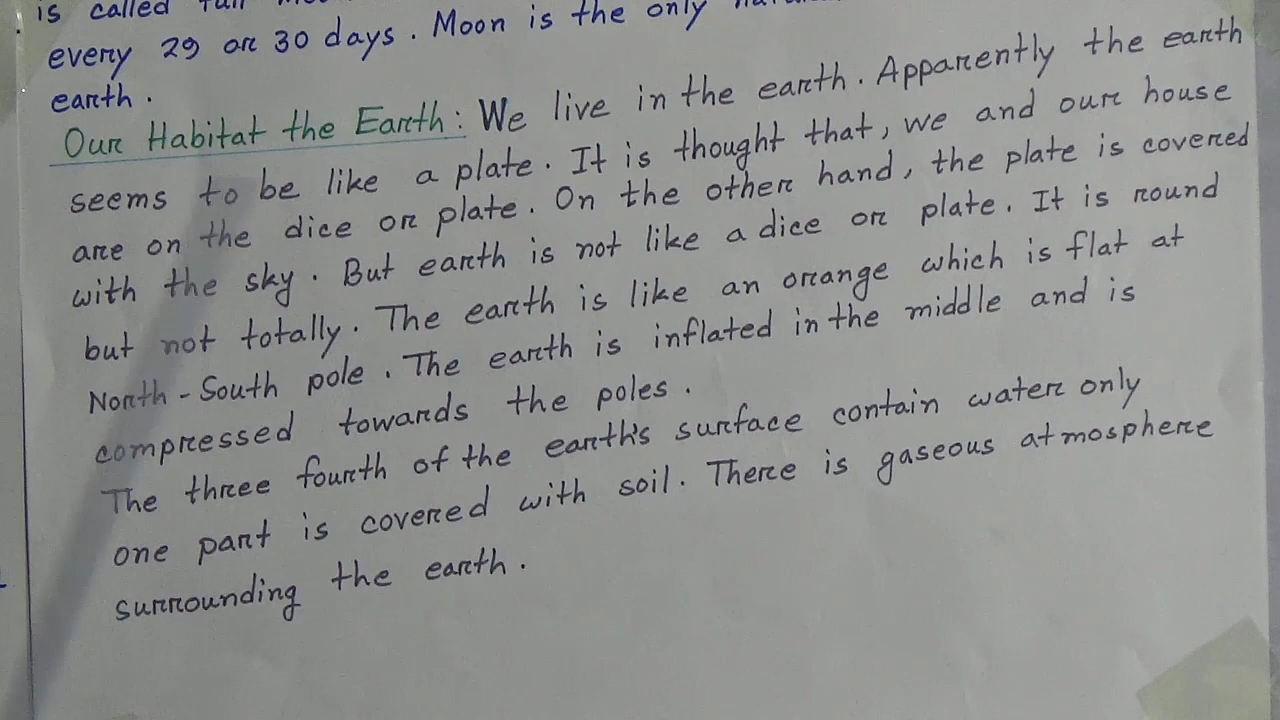 is called full
every 29 or 30 days. Moon is the only
earth.
Our Habitat the Earth: We live in the earth. Apparently the earth
seems to be like a plate. It is thought that, we and our house
are on the dice or plate. On the other hand, the plate is covered
with the sky. But earth is not like a dice or plate. It is round
but not totally. The earth is like an orange which is flat at
North-South pole. The earth is inflated in the middle and is
compressed towards the poles.
The three fourth of the earth's surface contain water only
one part is covered with soil. There is gaseous atmosphere
surrounding the earth.